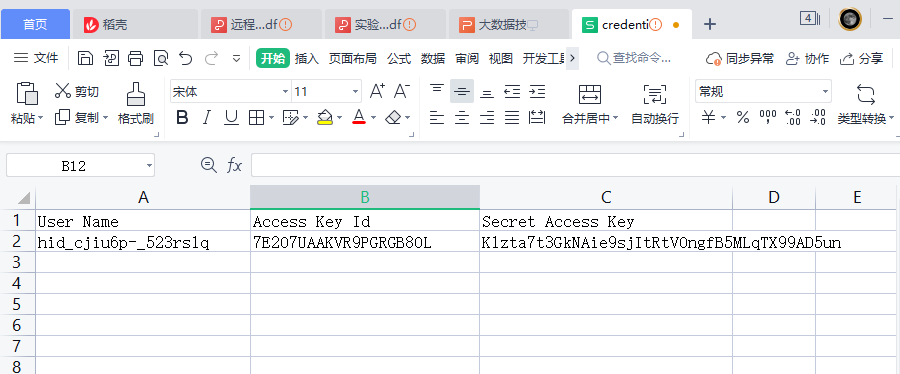 首页 稻壳 远程...df 实验...df 大数据技 credenti + 4
文件 开始 插入 页面布局 公式 数据 审阅 视图 开发工具 查找命令... 同步异常 协作 分享
剪切 宋体 11 A+ A- 常规
粘贴 复制 格式刷 B I U A 合并居中 自动换行 ¥ % 000 ←.0 .00 .00 →.0 类型转换
B12 fx
A B C D E
1 User Name Access Key Id Secret Access Key
2 hid_cjiu6p-_523rs1q 7E2O7UAAKVR9PGRGB8OL Klzta7t3GkNAie9sjItRtVOngfB5MLqTX99AD5un
3
4
5
6
7
8